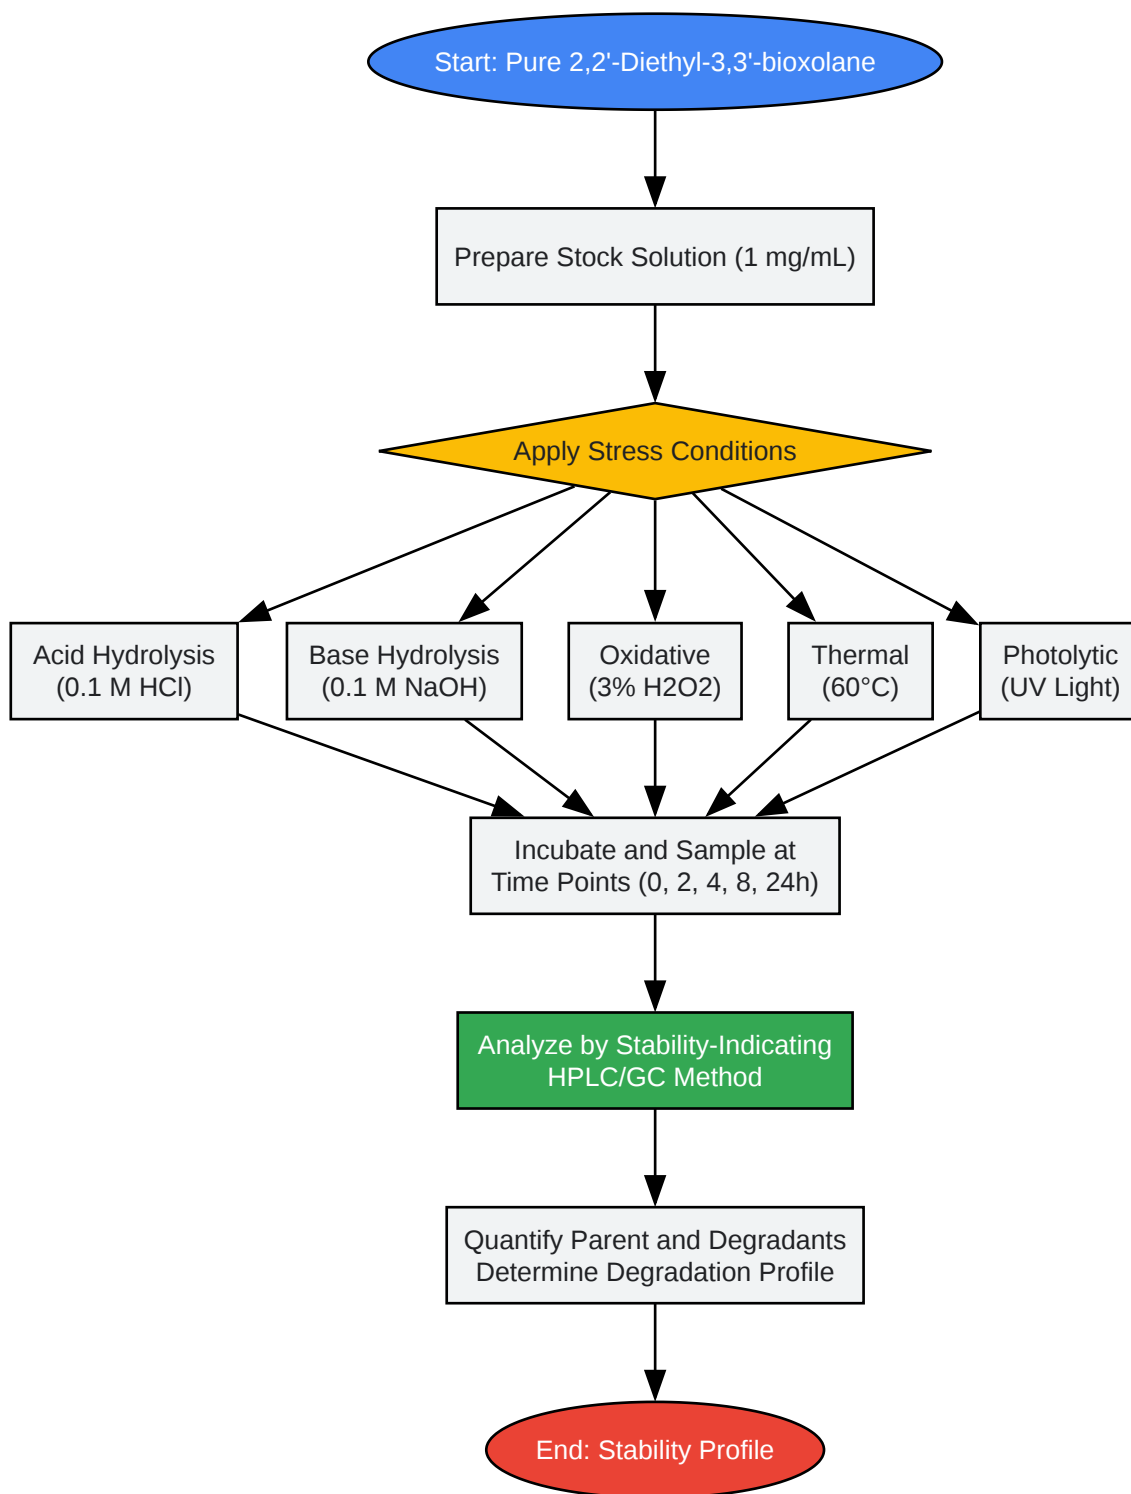 Start: Pure 2,2'-Diethyl-3,3'-bioxolane
Prepare Stock Solution (1 mg/mL)
Apply Stress Conditions
Acid Hydrolysis
(0.1 M HCl)
Base Hydrolysis
(0.1 M NaOH)
Oxidative
(3% H2O2)
Thermal
(60°C)
Photolytic
(UV Light)
Incubate and Sample at
Time Points (0, 2, 4, 8, 24h)
Analyze by Stability-Indicating
HPLC/GC Method
Quantify Parent and Degradants
Determine Degradation Profile
End: Stability Profile